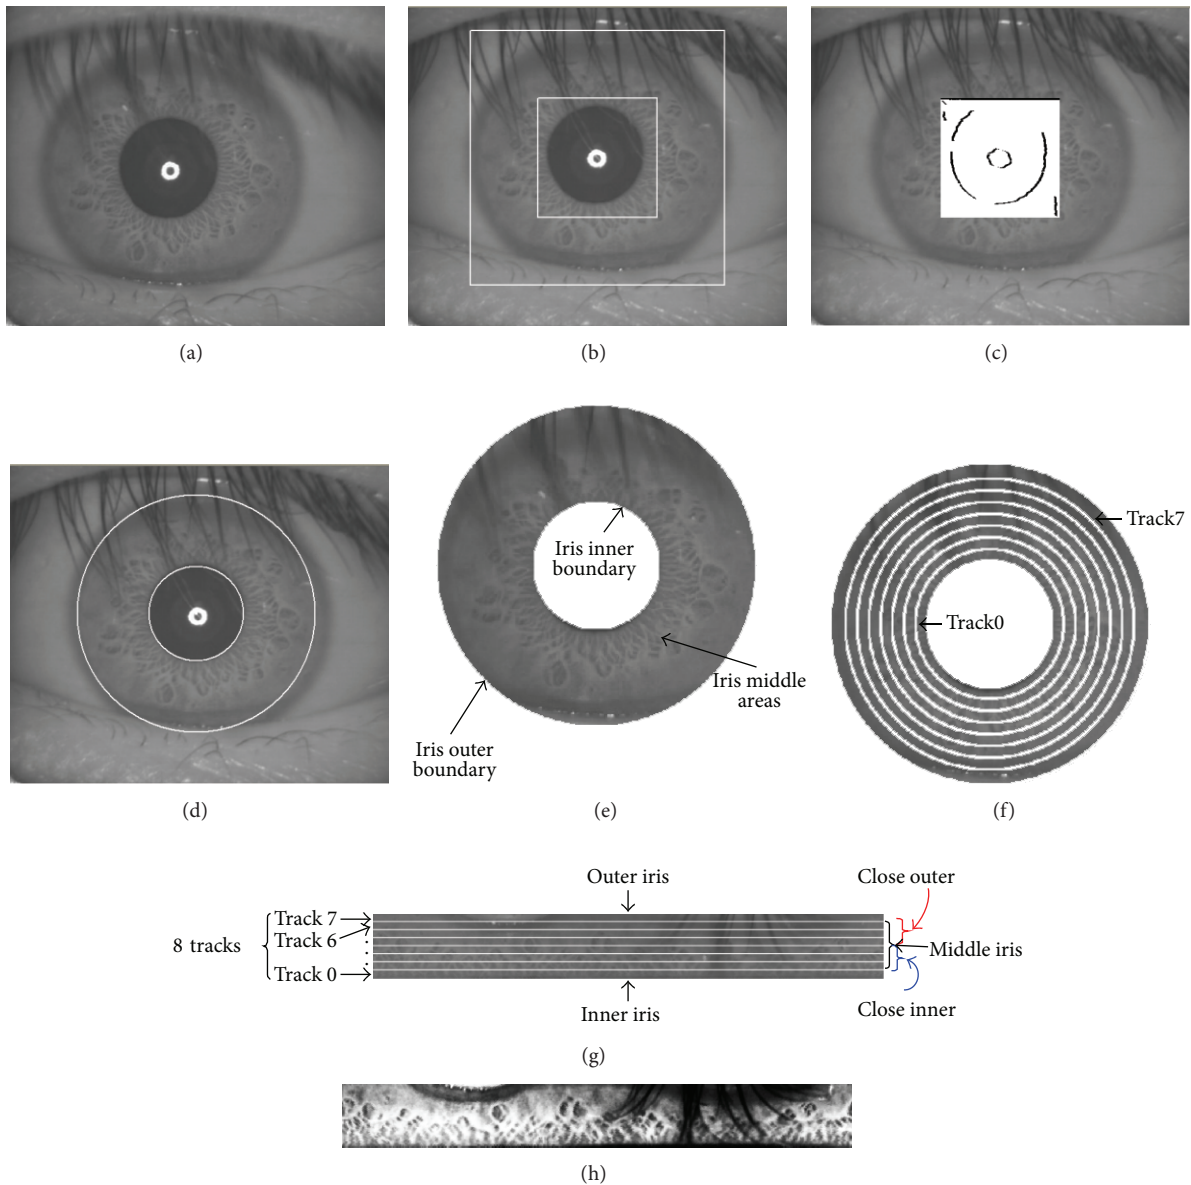 (a)
(b)
(c)
Iris inner
boundary
Iris middle
areas
Iris outer
boundary
Track7
Track0
(d)
(e)
(f)
Outer iris
Close outer
8 tracks
Track 7
Track 6
Track 0
Middle iris
Inner iris
Close inner
(g)
(h)